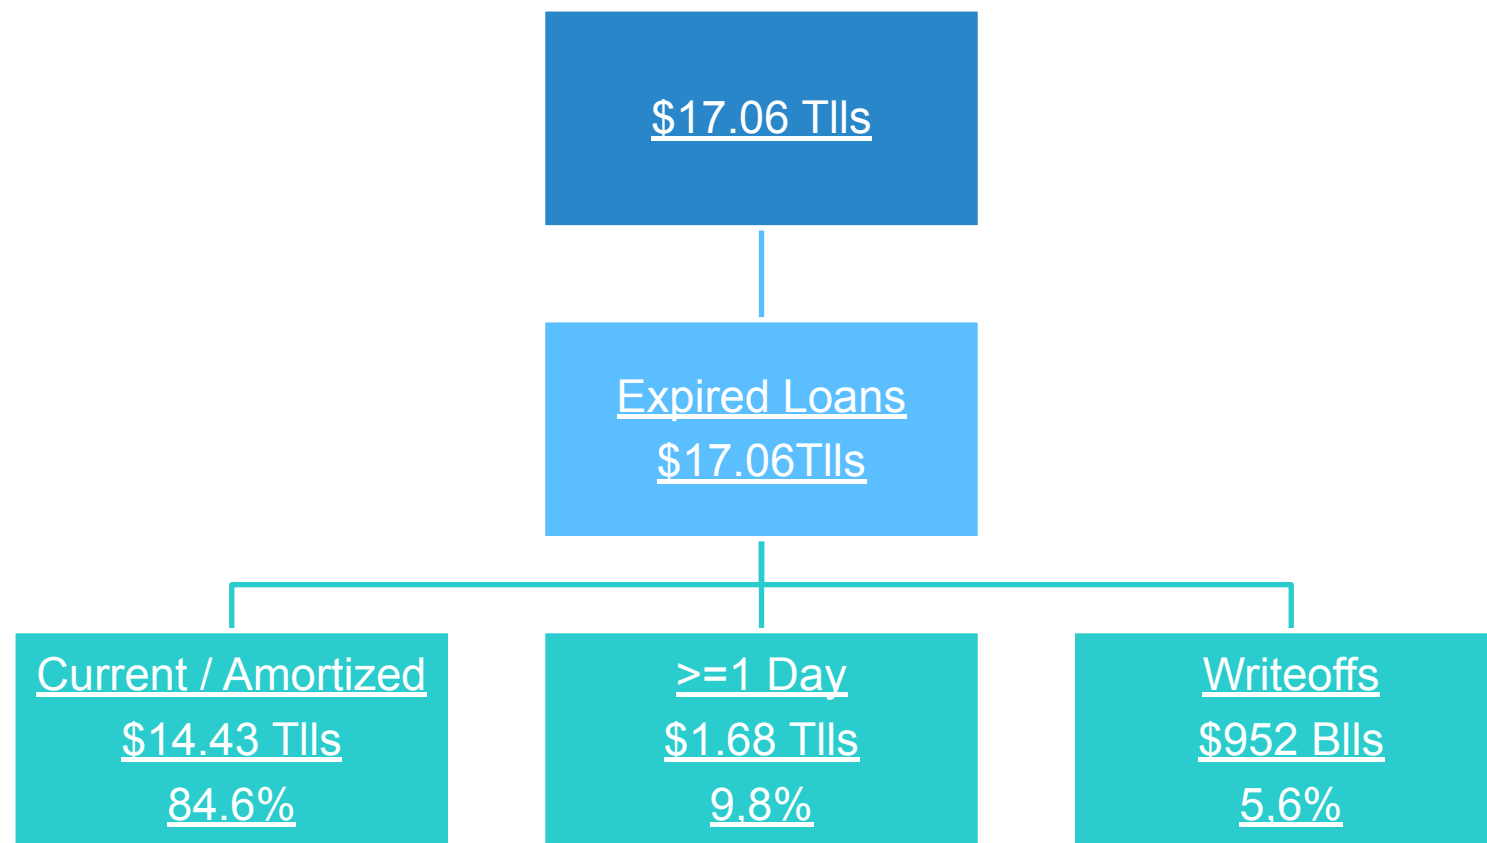 $17.06 Tlls
Expired Loans
$17.06Tlls
Current / Amortized
$14.43 Tlls
84.6%
>=1 Day
$1.68 Tlls
9,8%
Writeoffs
$952 Blls
5,6%